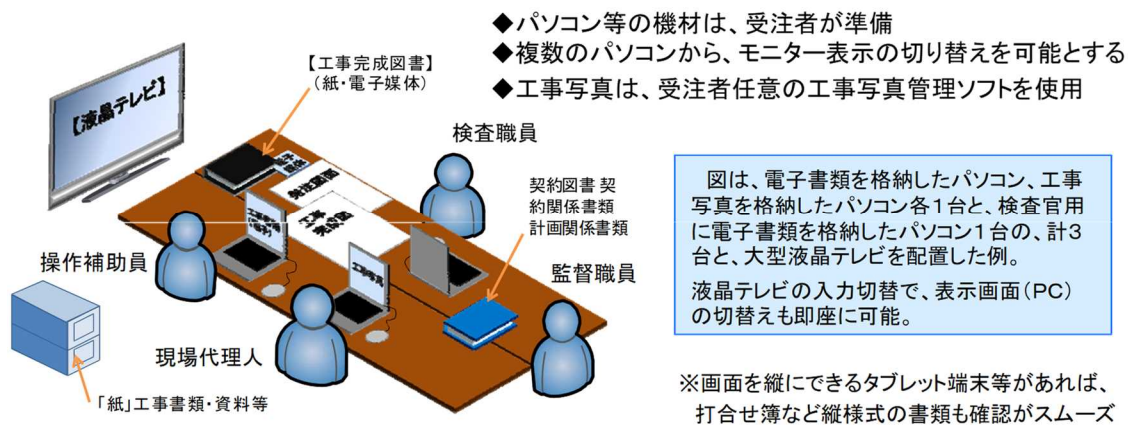 ◆パソコン等の機材は、受注者が準備
◆複数のパソコンから、モニター表示の切り替えを可能とする
◆工事写真は、受注者任意の工事写真管理ソフトを使用
【液晶テレビ】
【工事完成図書】
(紙・電子媒体)
検査職員
発注図面
工事
完成図
契約図書 契
約関係書類
計画関係書類
工事写真
操作補助員
監督職員
現場代理人
「紙」工事書類・資料等
図は、電子書類を格納したパソコン、工事
写真を格納したパソコン各1台と、検査官用
に電子書類を格納したパソコン1台の、計3
台と、大型液晶テレビを配置した例。
液晶テレビの入力切替で、表示画面(PC)
の切替えも即座に可能。
※画面を縦にできるタブレット端末等があれば、
打合せ簿など縦様式の書類も確認がスムーズ